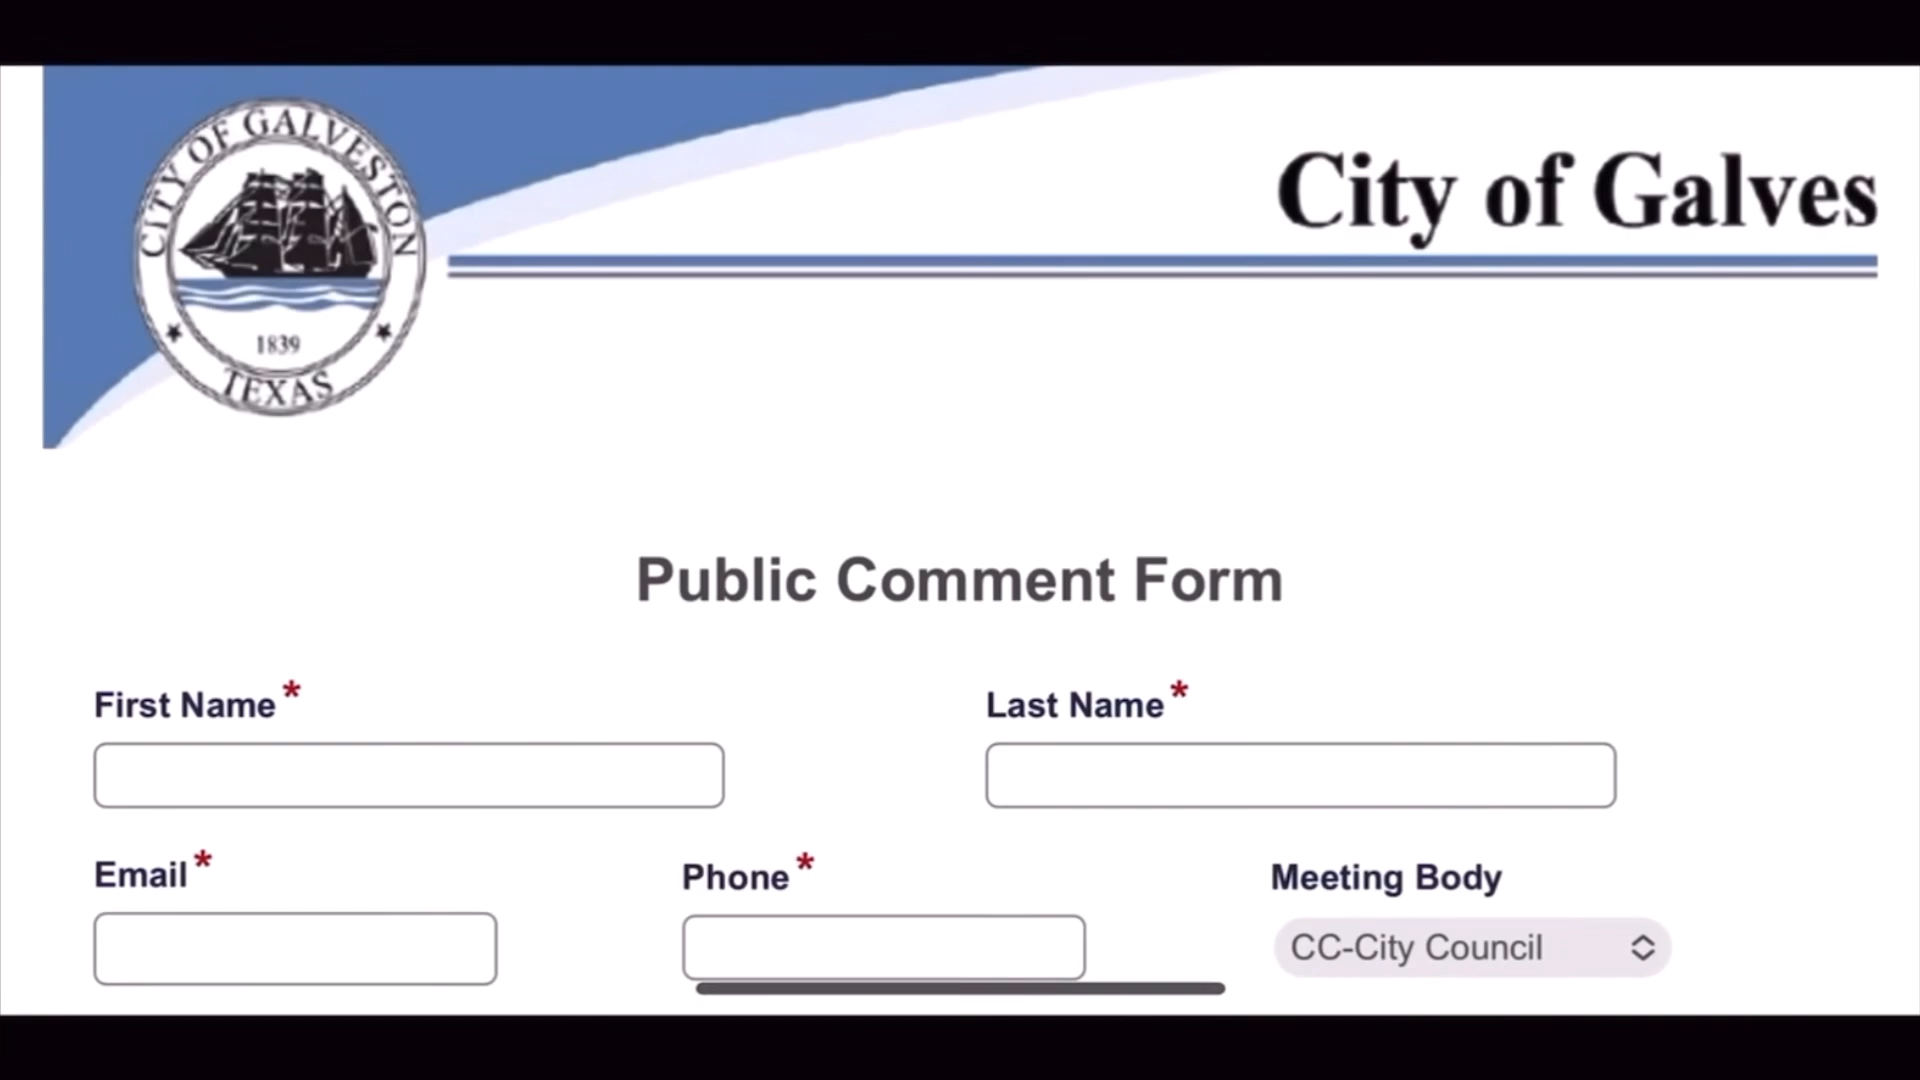 CITY OF GALVESTON
1839
TEXAS
City of Galves
Public Comment Form
First Name *
Last Name *
Email *
Phone *
Meeting Body
CC-City Council